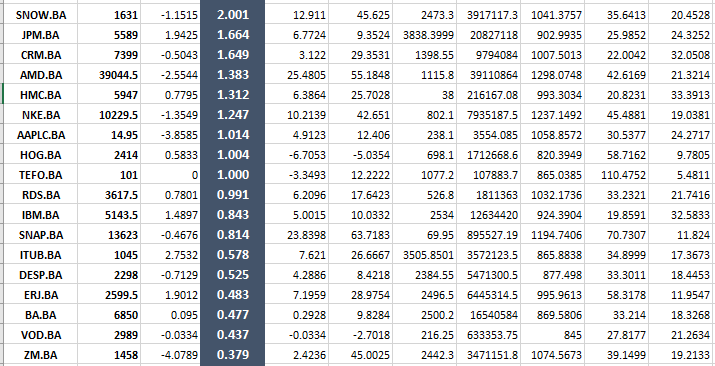 SNOW.BA 1631 -1.1515 2.001 12.911 45.625 2473.3 3917117.3 1041.3757 35.6413 20.4528
JPM.BA 5589 1.9425 1.664 6.7724 9.3524 3838.3999 20827118 902.9935 25.9852 24.3252
CRM.BA 7399 -0.5043 1.649 3.122 29.3531 1398.55 9794084 1007.5013 22.0042 32.0508
AMD.BA 39044.5 -2.5544 1.383 25.4805 55.1848 1115.8 39110864 1298.0748 42.6169 21.3214
HMC.BA 5947 0.7795 1.312 6.3864 25.7028 38 216167.08 993.3034 20.8231 33.3913
NKE.BA 10229.5 -1.3549 1.247 10.2139 42.651 802.1 7935187.5 1237.1492 45.4881 19.0381
AAPLC.BA 14.95 -3.8585 1.014 4.9123 12.406 238.1 3554.085 1058.8572 30.5377 24.2717
HOG.BA 2414 0.5833 1.004 -6.7053 -5.0354 698.1 1712668.6 820.3949 58.7162 9.7805
TEFO.BA 101 0 1.000 -3.3493 12.2222 1077.2 107883.7 865.0385 110.4752 5.4811
RDS.BA 3617.5 0.7801 0.991 6.2096 17.6423 526.8 1811363 1032.1736 33.2321 21.7416
IBM.BA 5143.5 1.4897 0.843 5.0015 10.0332 2534 12634420 924.3904 19.8591 32.5833
SNAP.BA 13623 -0.4676 0.814 23.8398 63.7183 69.95 895527.19 1194.7406 70.7307 11.824
ITUB.BA 1045 2.7532 0.578 7.621 26.6667 3505.8501 3572123.5 865.8838 34.8999 17.3673
DESP.BA 2298 -0.7129 0.525 4.2886 8.4218 2384.55 5471300.5 877.498 33.3011 18.4453
ERJ.BA 2599.5 1.9012 0.483 7.1959 28.9754 2496.5 6445314.5 995.9613 58.3178 11.9547
BA.BA 6850 0.095 0.477 0.2928 9.8284 2500.2 16540584 869.5806 33.214 18.3268
VOD.BA 2989 -0.0334 0.437 -0.0334 -2.7018 216.25 633353.75 845 27.8177 21.2634
ZM.BA 1458 -4.0789 0.379 2.4236 45.0025 2442.3 3471151.8 1074.5673 39.1499 19.2133